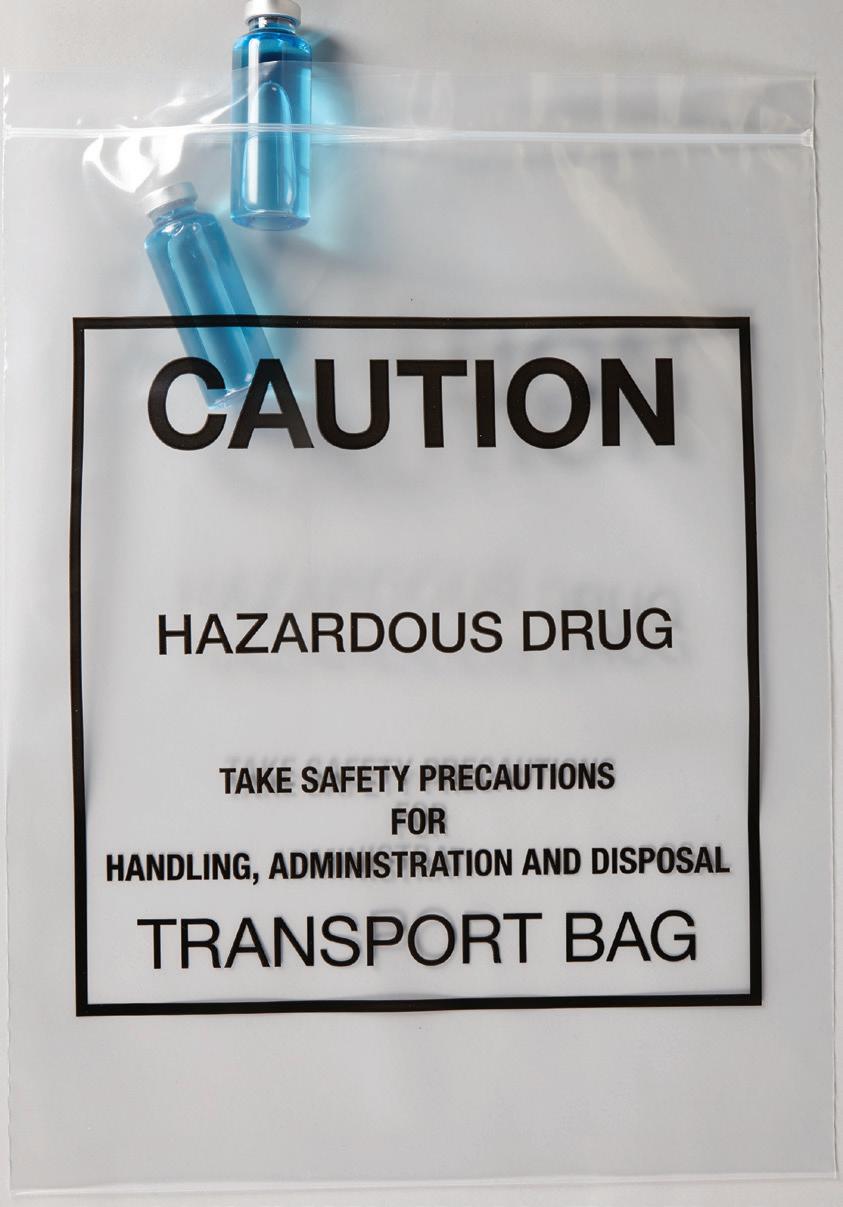 CAUTION
HAZARDOUS DRUG
TAKE SAFETY PRECAUTIONS
FOR
HANDLING, ADMINISTRATION AND DISPOSAL
TRANSPORT BAG